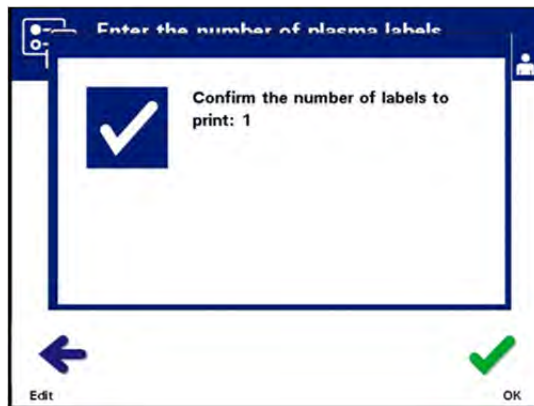 Enter the number of plasma labels
Confirm the number of labels to
print: 1
Edit
OK